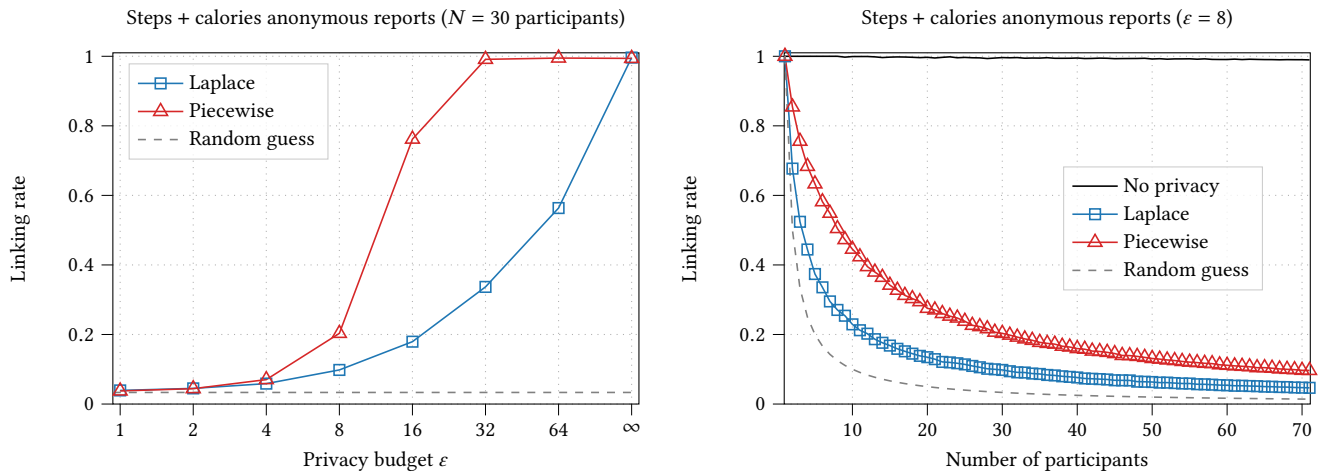 Steps + calories anonymous reports (N = 30 participants)
1
0.8
0.6
0.4
0.2
0
Linking rate
Laplace
Piecewise
Random guess
1 2 4 8 16 32 64 ∞
Privacy budget ε
Steps + calories anonymous reports (ε = 8)
1
0.8
0.6
0.4
0.2
0
Linking rate
No privacy
Laplace
Piecewise
Random guess
10 20 30 40 50 60 70
Number of participants